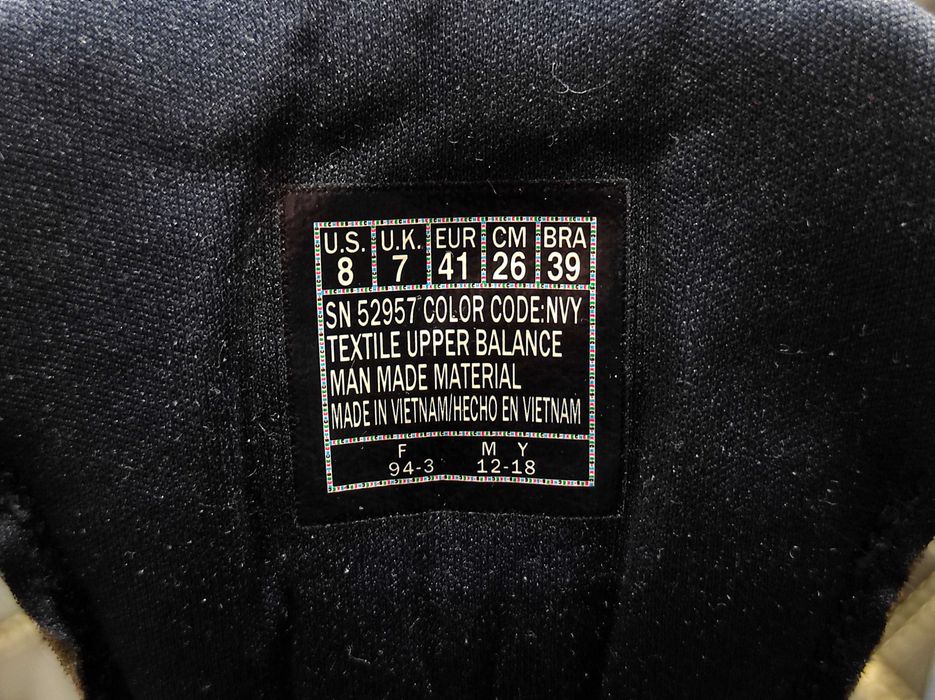 U.S. U.K. EUR CM BRA
8 7 41 26 39
SN 52957 COLOR CODE:NVY
TEXTILE UPPER BALANCE
MAN MADE MATERIAL
MADE IN VIETNAM/HECHO EN VIETNAM
F M Y
94-3 12-18